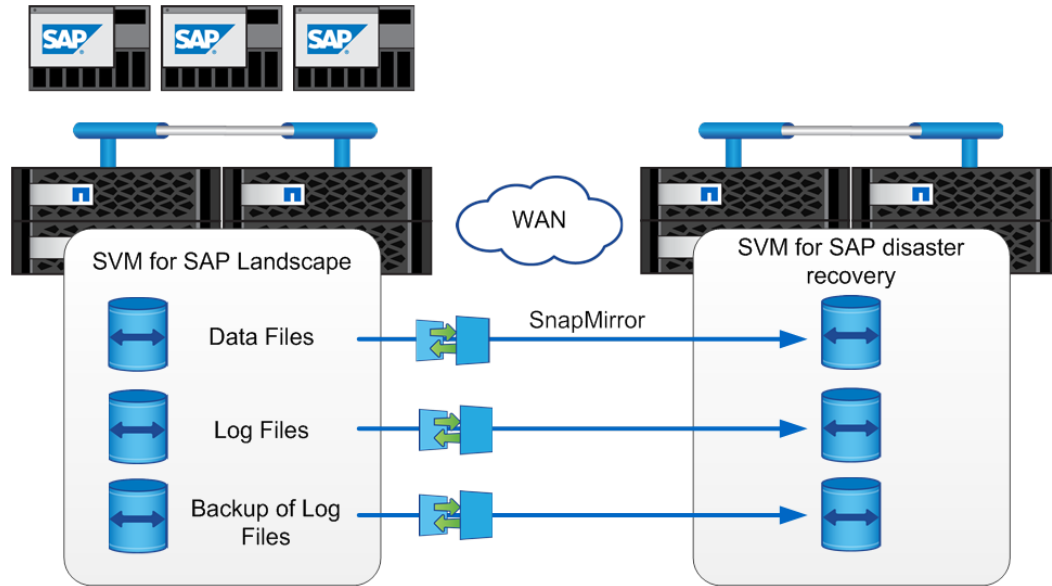 SAP
SAP
SAP
WAN
SVM for SAP Landscape
SVM for SAP disaster
recovery
Data Files
SnapMirror
Log Files
Backup of Log
Files